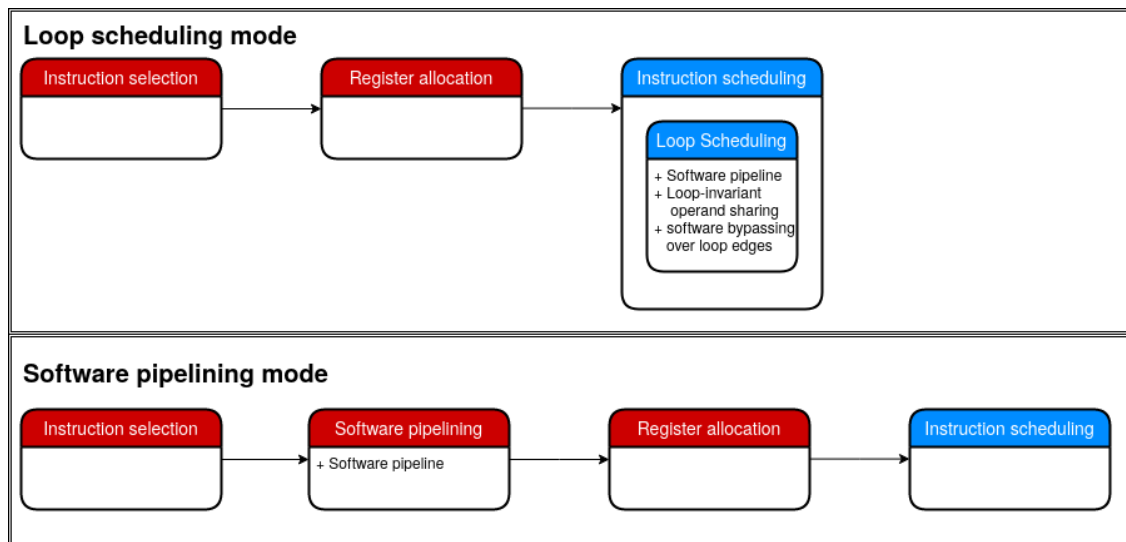 Loop scheduling mode
Instruction selection
Register allocation
Instruction scheduling
Loop Scheduling
+ Software pipeline
+ Loop-invariant
operand sharing
+ software bypassing
over loop edges
Software pipelining mode
Instruction selection
Software pipelining
+ Software pipeline
Register allocation
Instruction scheduling